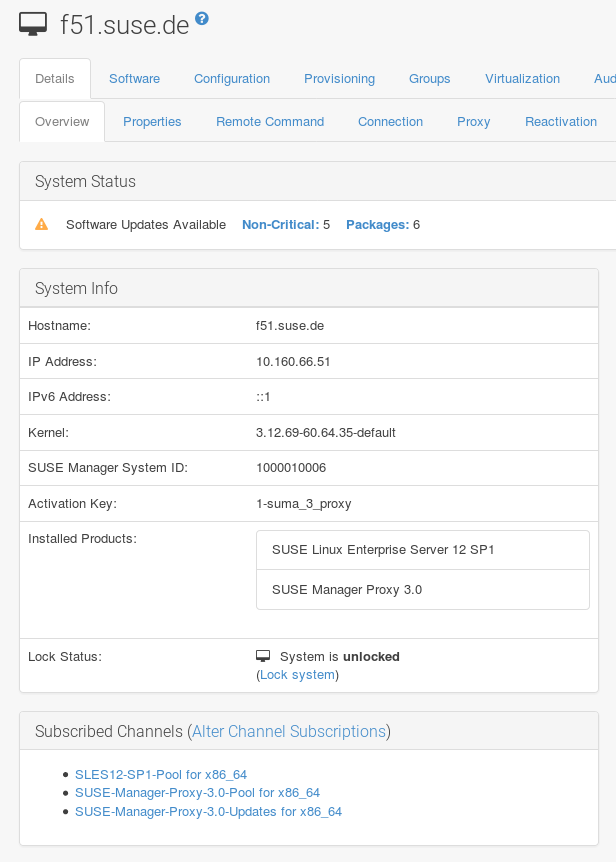 f51.suse.de ?
Details Software Configuration Provisioning Groups Virtualization Aud
Overview Properties Remote Command Connection Proxy Reactivation
System Status
Software Updates Available Non-Critical: 5 Packages: 6
System Info
Hostname: f51.suse.de
IP Address: 10.160.66.51
IPv6 Address: ::1
Kernel: 3.12.69-60.64.35-default
SUSE Manager System ID: 1000010006
Activation Key: 1-suma_3_proxy
Installed Products: SUSE Linux Enterprise Server 12 SP1
SUSE Manager Proxy 3.0
Lock Status: System is unlocked
(Lock system)
Subscribed Channels (Alter Channel Subscriptions)
SLES12-SP1-Pool for x86_64
SUSE-Manager-Proxy-3.0-Pool for x86_64
SUSE-Manager-Proxy-3.0-Updates for x86_64